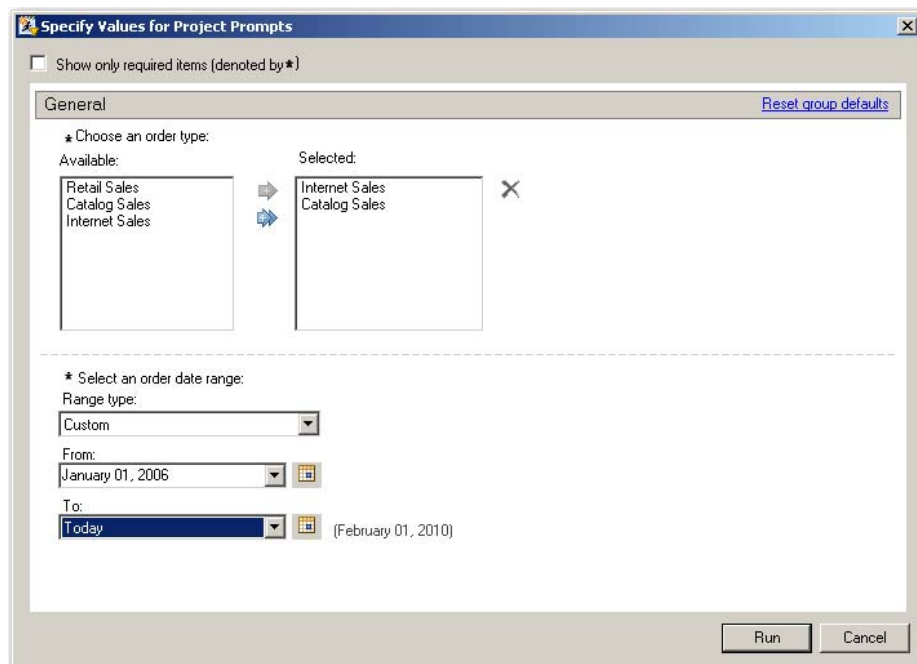 Specify Values for Project Prompts
Show only required items (denoted by *)
General
Reset group defaults
* Choose an order type:
Available:
Selected:
Retail Sales
Catalog Sales
Internet Sales
Internet Sales
Catalog Sales
* Select an order date range:
Range type:
Custom
From:
January 01, 2006
To:
Today
(February 01, 2010)
Run
Cancel